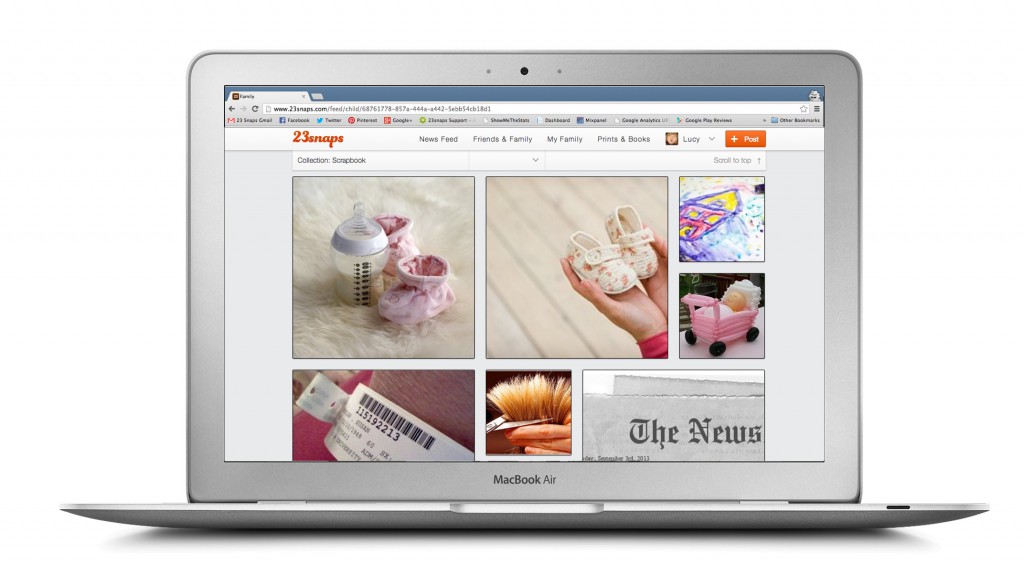 Family
www.23snaps.com/feed/child/68761778-857a-444a-a442-5ebb54cb18d1
23 Snaps Gmail Facebook Twitter Pinterest Google+ 23snaps Support ShowMeTheStats Dashboard Mixpanel Google Analytics Google Play Reviews » Other Bookmarks
23snaps News Feed Friends & Family My Family Prints & Books Lucy + Post
Collection: Scrapbook Scroll to top ↑
115192213
The News
September 3rd, 2013
MacBook Air